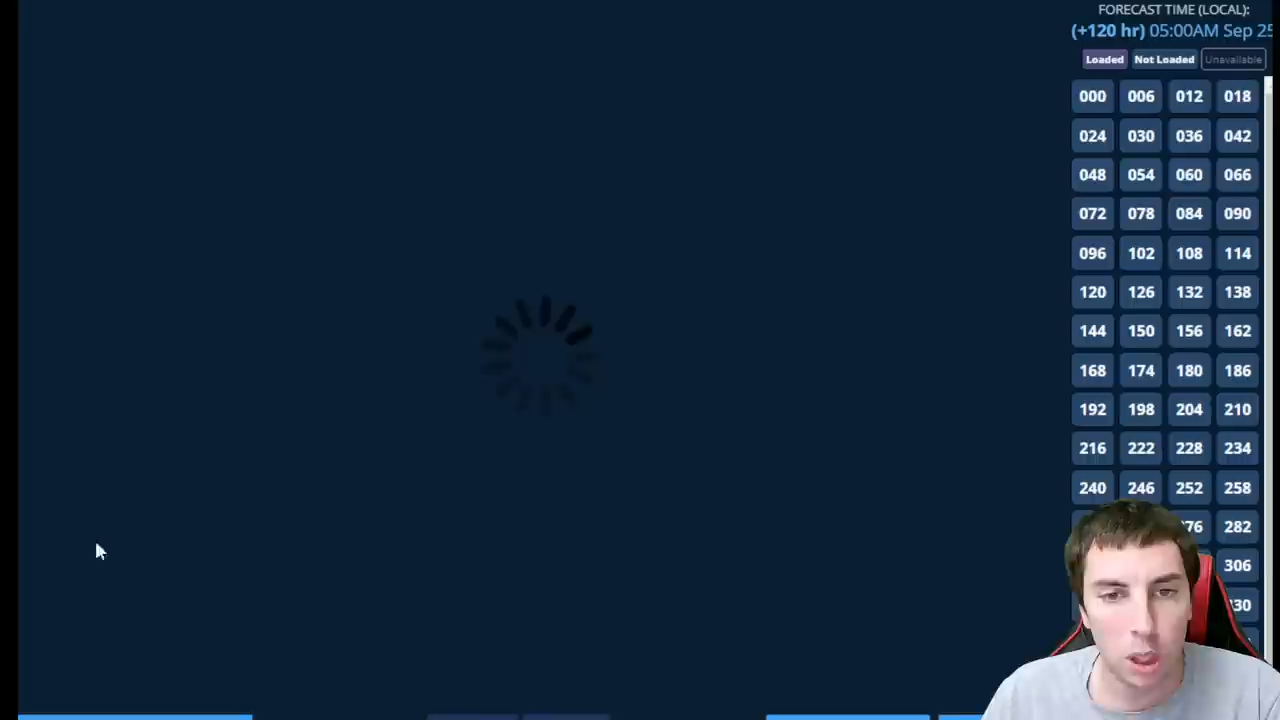 FORECAST TIME (LOCAL):
(+120 hr) 05:00AM Sep 25
Loaded Not Loaded Unavailable
000 006 012 018
024 030 036 042
048 054 060 066
072 078 084 090
096 102 108 114
120 126 132 138
144 150 156 162
168 174 180 186
192 198 204 210
216 222 228 234
240 246 252 258
282
306